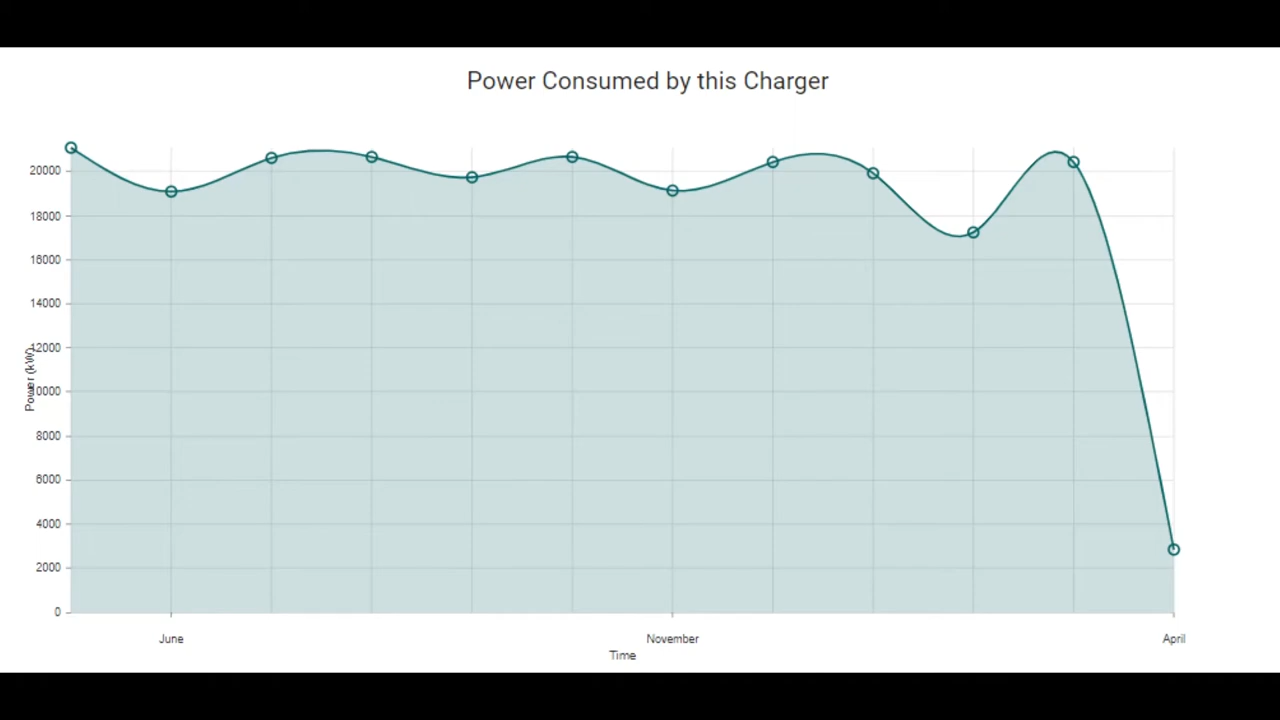 Power Consumed by this Charger
20000
18000
16000
14000
12000
10000
8000
6000
4000
2000
0
Power (kW)
June
November
April
Time